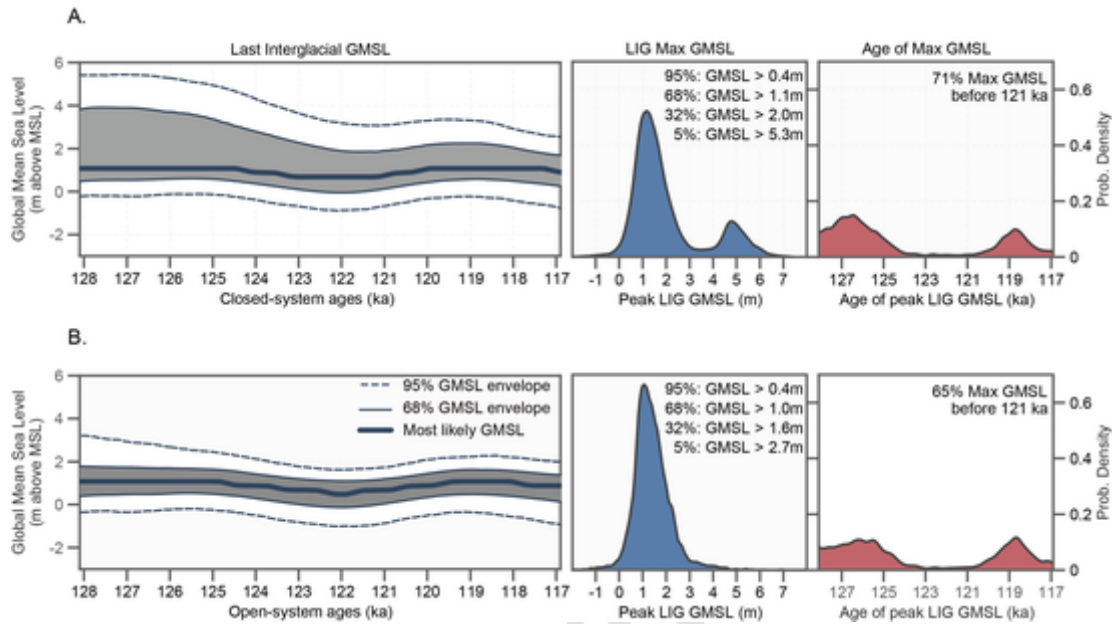 A.
Last Interglacial GMSL
LIG Max GMSL
Age of Max GMSL
Global Mean Sea Level
(m above MSL)
6
4
2
0
-2
128 127 126 125 124 123 122 121 120 119 118 117
Closed-system ages (ka)
95%: GMSL > 0.4m
68%: GMSL > 1.1m
32%: GMSL > 2.0m
5%: GMSL > 5.3m
-1 0 1 2 3 4 5 6 7
Peak LIG GMSL (m)
71% Max GMSL
before 121 ka
127 125 123 121 119 117
Age of peak LIG GMSL (ka)
0.6
0.4
0.2
0
Prob. Density
B.
Global Mean Sea Level
(m above MSL)
6
4
2
0
-2
95% GMSL envelope
68% GMSL envelope
Most likely GMSL
128 127 126 125 124 123 122 121 120 119 118 117
Open-system ages (ka)
95%: GMSL > 0.4m
68%: GMSL > 1.0m
32%: GMSL > 1.6m
5%: GMSL > 2.7m
-1 0 1 2 3 4 5 6 7
Peak LIG GMSL (m)
65% Max GMSL
before 121 ka
127 125 123 121 119 117
Age of peak LIG GMSL (ka)
0.6
0.4
0.2
0
Prob. Density